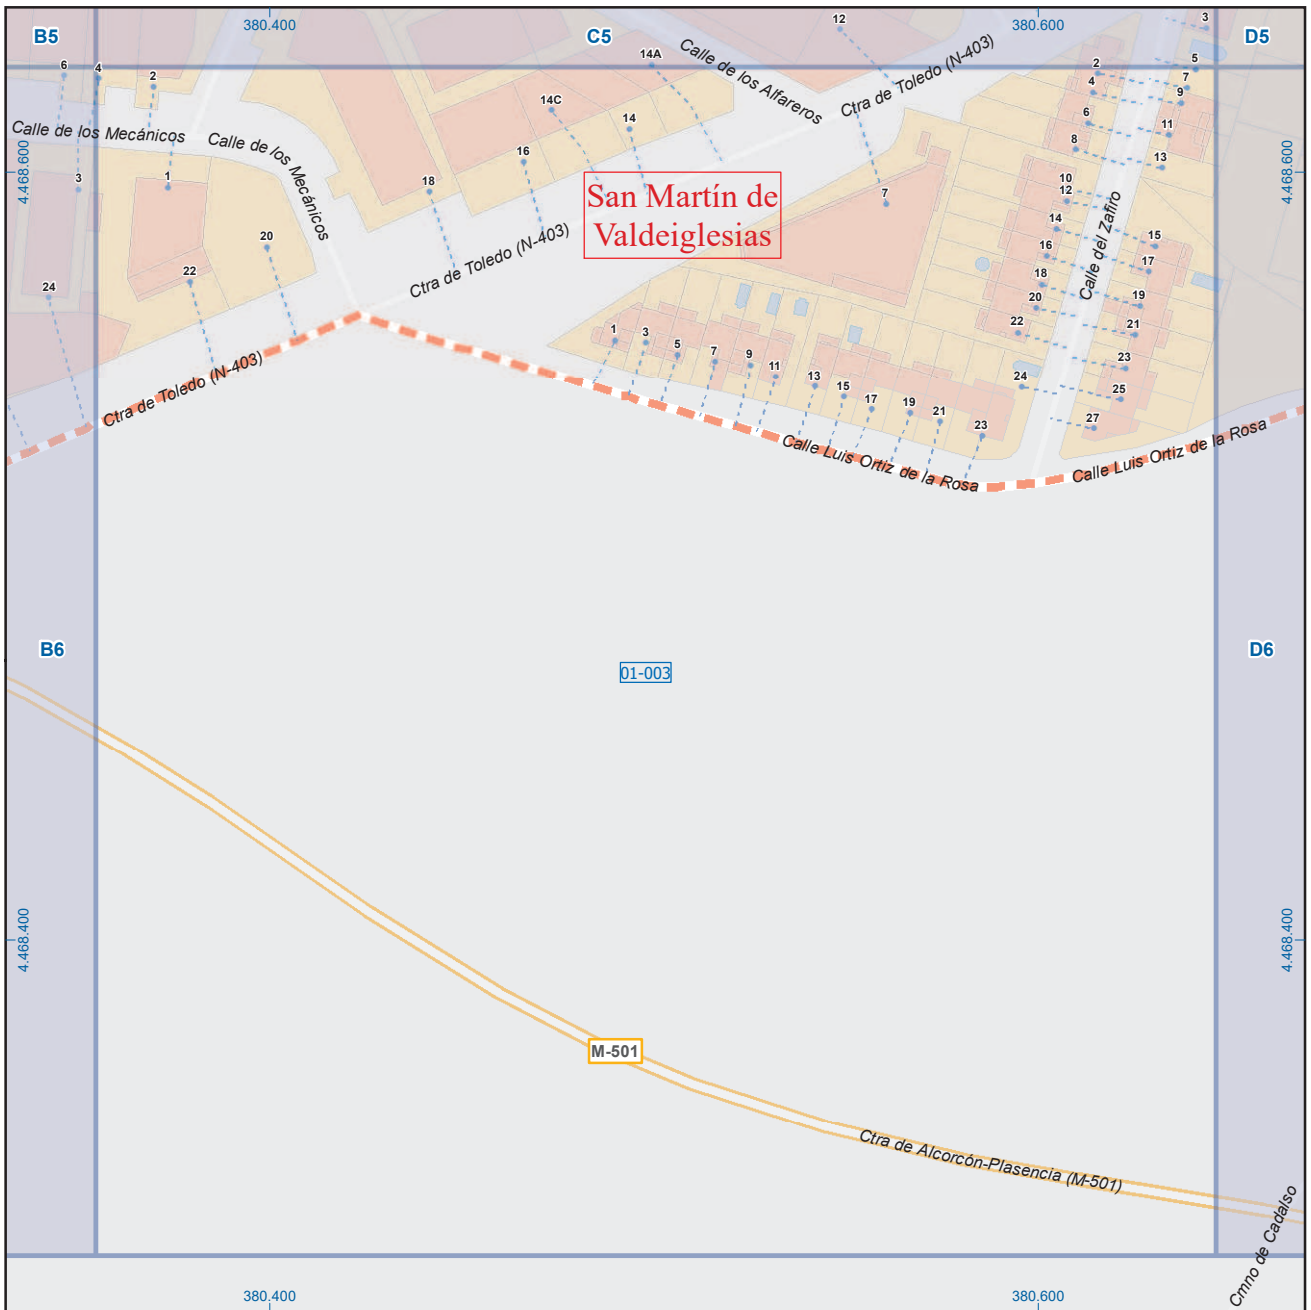 380.400
380.600
B5
C5
D5
12
3
14A
Calle de los Alfareros
Ctra de Toledo (N-403)
6
4
2
2
5
7
4
9
14C
14
6
11
Calle de los Mecánicos
Calle de los Mecánicos
8
13
16
4.468.600
4.468.600
3
1
18
San Martín de
Valdeiglesias
7
10
12
14
15
20
Ctra de Toledo (N-403)
Calle del Zafiro
16
17
22
18
24
20
19
22
21
1
3
5
7
9
11
13
15
17
19
21
23
24
23
25
27
Ctra de Toledo (N-403)
Calle Luis Ortiz de la Rosa
Calle Luis Ortiz de la Rosa
B6
D6
01-003
4.468.400
4.468.400
M-501
Ctra de Alcorcón-Plasencia (M-501)
Cmno de Cadalso
380.400
380.600